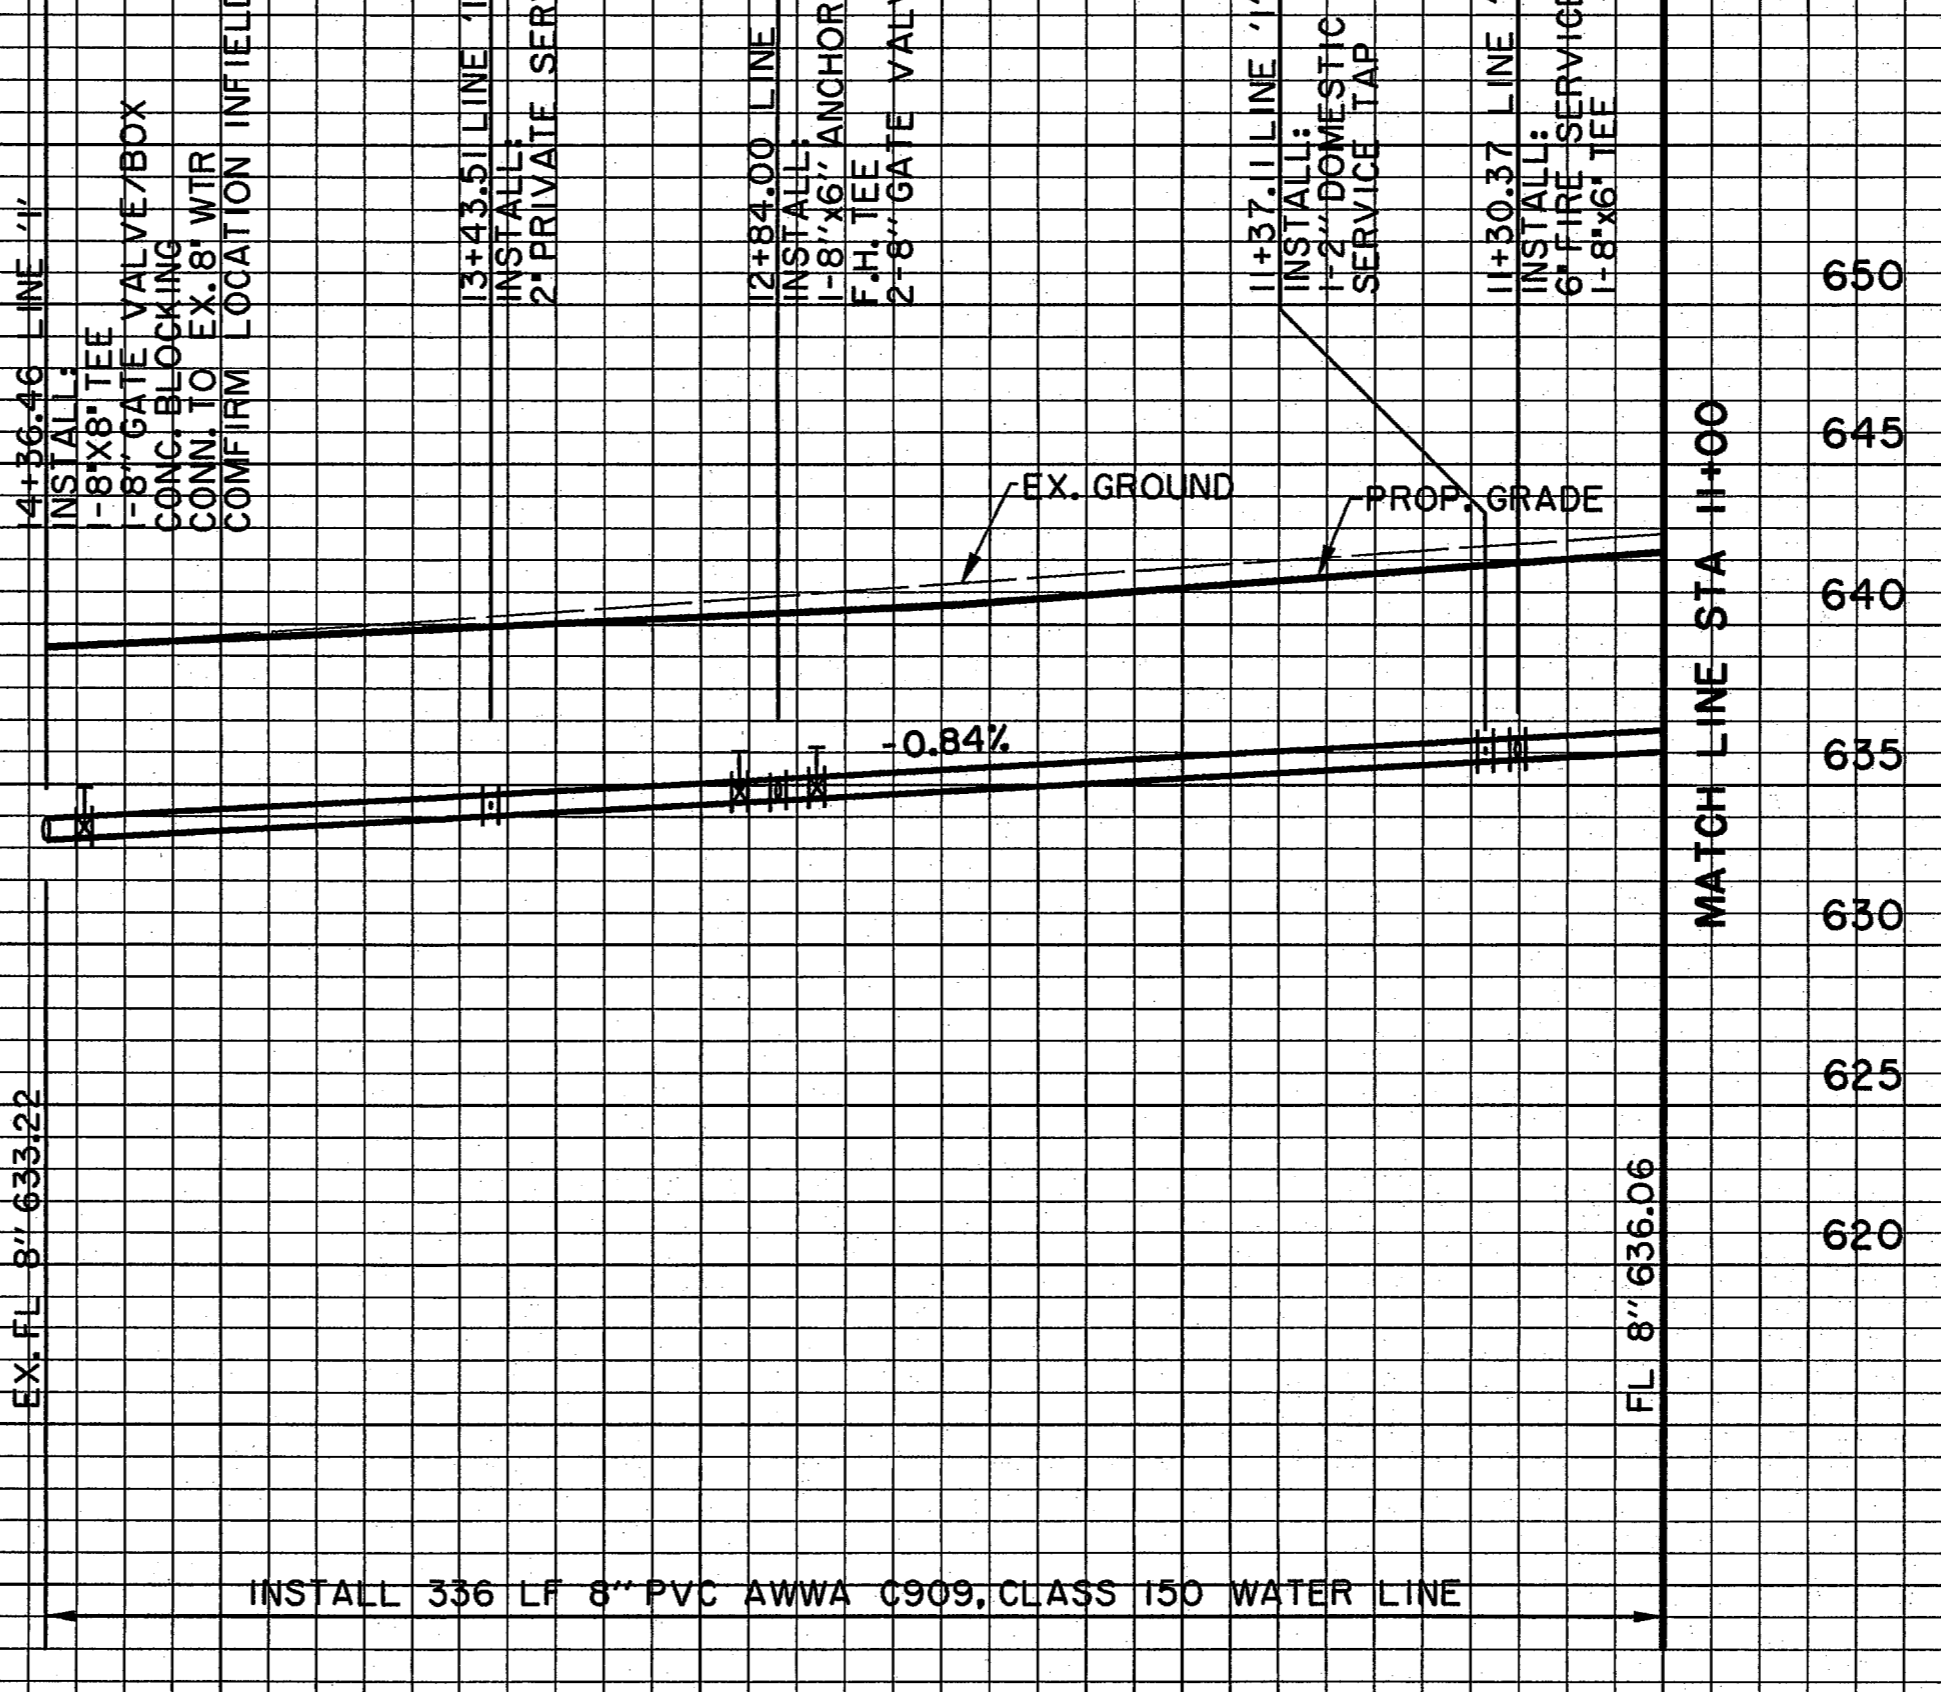 14+36.46 LINE '1'
INSTALL:
1-8"X8" TEE
1-8" GATE VALVE/BOX
CONC. BLOCKING
CONN. TO EX. 8" WTR
COMFIRM LOCATION INFIELD
13+43.51 LINE '1
INSTALL:
2" PRIVATE SER
12+84.00 LINE
INSTALL:
1-8"x6" ANCHOR
F.H. TEE
2-8" GATE VAL
11+37.11 LINE '1'
INSTALL:
1-2" DOMESTIC
SERVICE TAP
11+30.37 LINE '
INSTALL:
6" FIRE SERVICE
1-8"x6" TEE
EX. GROUND
PROP. GRADE
-0.84%
MATCH LINE STA 11+00
650
645
640
635
630
625
620
EX. FL 8" 633.22
FL 8" 636.06
INSTALL 336 LF 8" PVC AWWA C909, CLASS 150 WATER LINE